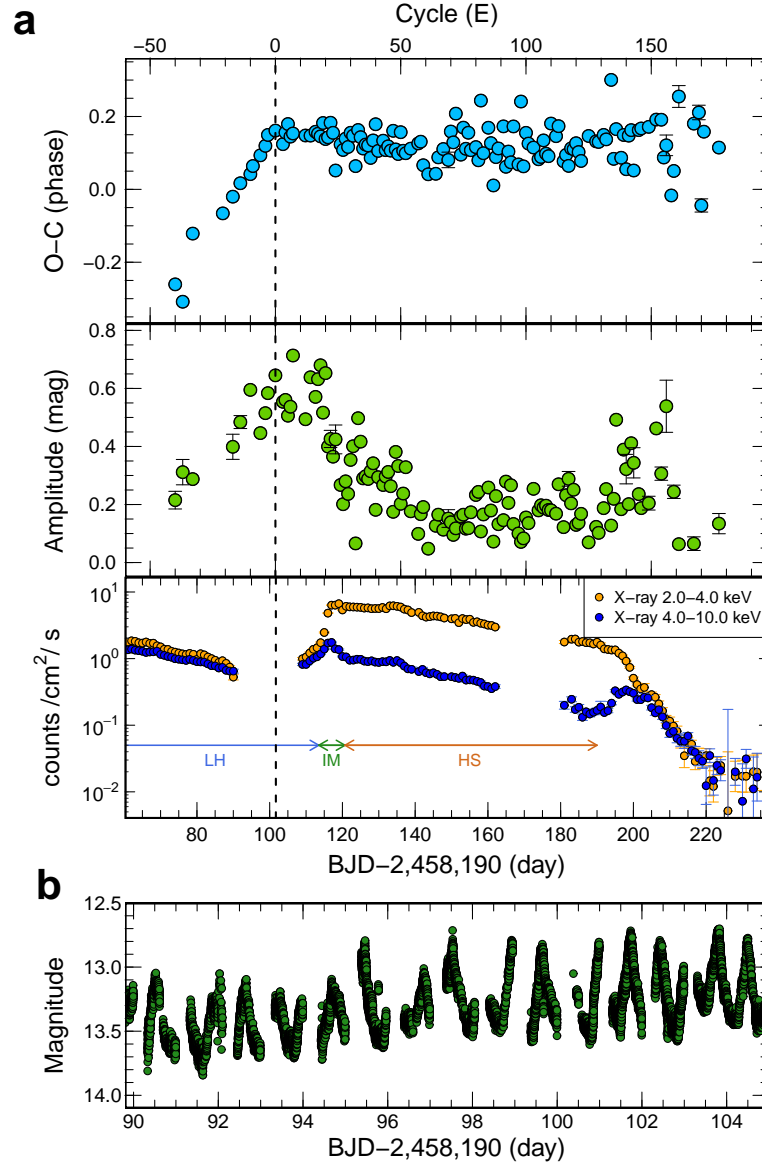 a
Cycle (E)
−50 0 50 100 150
O−C (phase)
0.2
0.0
−0.2
Amplitude (mag)
0.8
0.6
0.4
0.2
0.0
counts /cm²/ s
10¹
10⁰
10⁻¹
10⁻²
X−ray 2.0−4.0 keV
X−ray 4.0−10.0 keV
LH IM HS
80 100 120 140 160 180 200 220
BJD−2,458,190 (day)
b
Magnitude
12.5
13.0
13.5
14.0
90 92 94 96 98 100 102 104
BJD−2,458,190 (day)